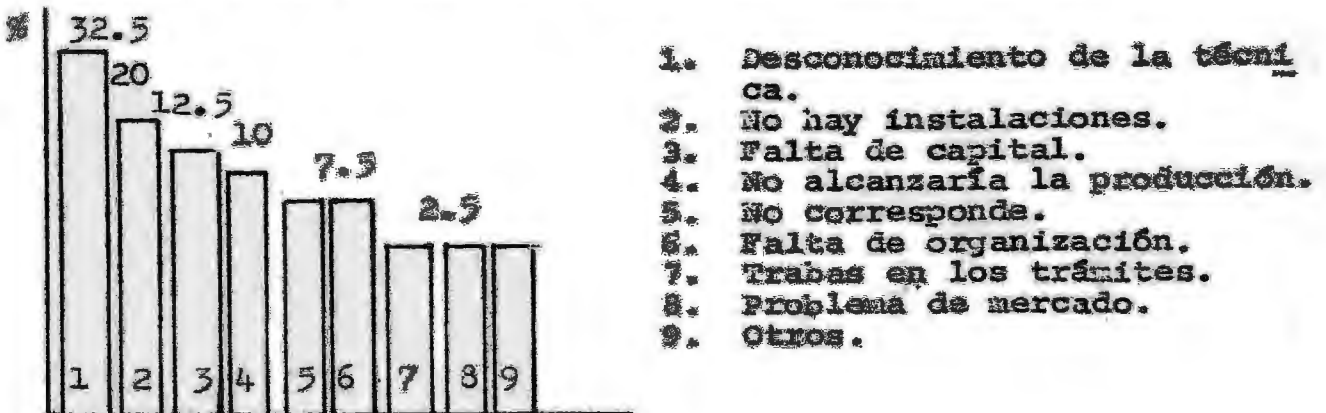 % 32.5
20
12.5
10
7.5
2.5
1 2 3 4 5 6 7 8 9
1. Desconocimiento de la técni
ca.
2. No hay instalaciones.
3. Falta de capital.
4. No alcanzaría la producción.
5. No corresponde.
6. Falta de organización.
7. Trabas en los trámites.
8. Problema de mercado.
9. Otros.